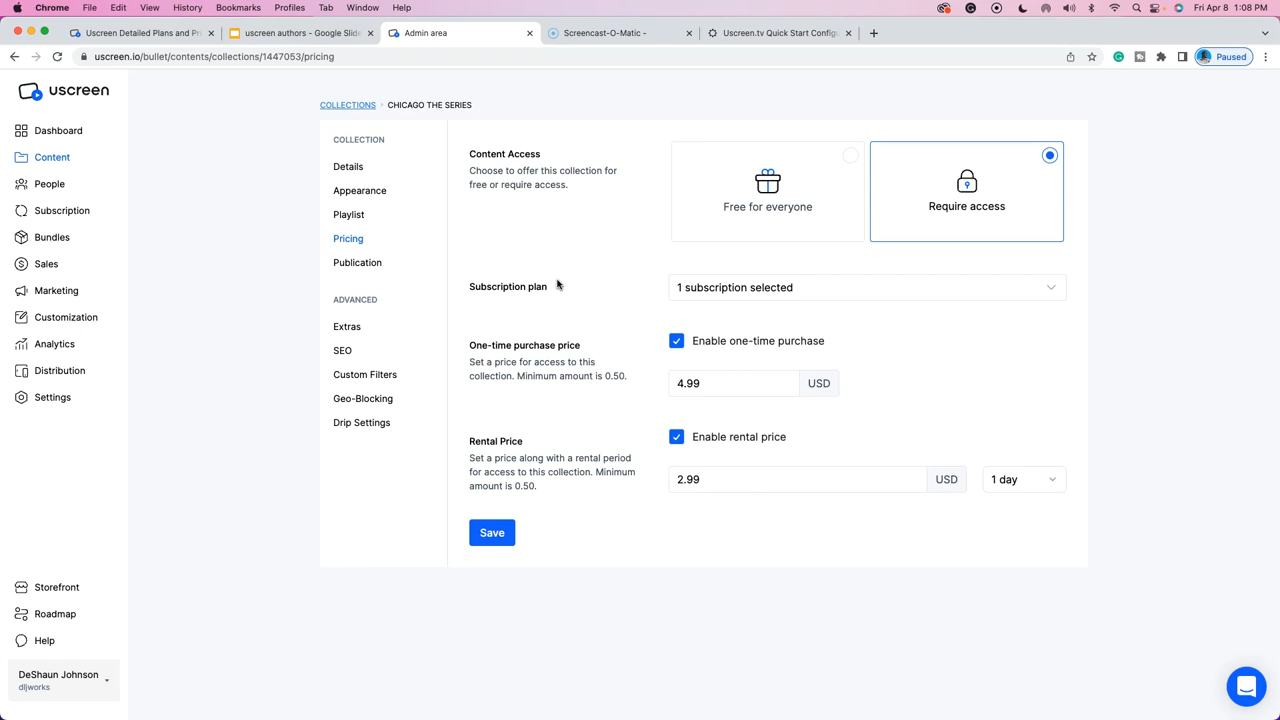 Chrome File Edit View History Bookmarks Profiles Tab Window Help Fri Apr 8 1:08 PM
Uscreen Detailed Plans and Pri uscreen authors - Google Slide Admin area Screencast-O-Matic - Uscreen.tv Quick Start Config
uscreen.io/bullet/contents/collections/1447053/pricing Paused
uscreen
Dashboard
Content
People
Subscription
Bundles
Sales
Marketing
Customization
Analytics
Distribution
Settings
Storefront
Roadmap
Help
DeShaun Johnson
dljworks
COLLECTIONS › CHICAGO THE SERIES
COLLECTION
Details
Appearance
Playlist
Pricing
Publication
ADVANCED
Extras
SEO
Custom Filters
Geo-Blocking
Drip Settings
Content Access
Choose to offer this collection for
free or require access.
Free for everyone
Require access
Subscription plan
1 subscription selected
One-time purchase price
Set a price for access to this
collection. Minimum amount is 0.50.
Enable one-time purchase
4.99 USD
Rental Price
Set a price along with a rental period
for access to this collection. Minimum
amount is 0.50.
Enable rental price
2.99 USD 1 day
Save